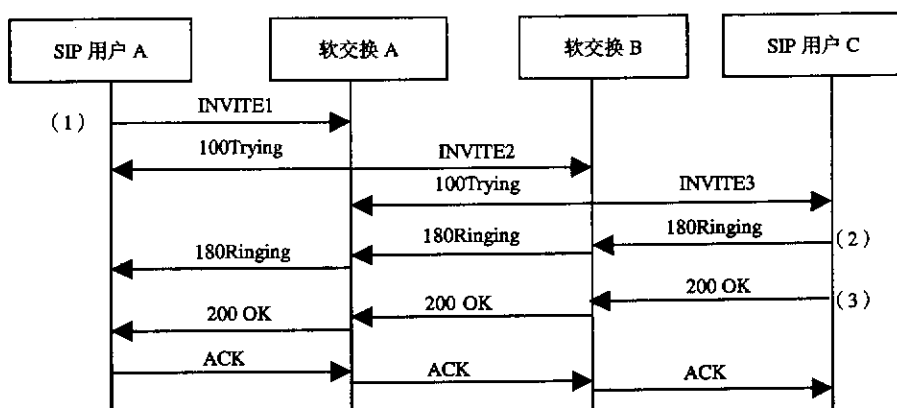 SIP 用户 A
软交换 A
软交换 B
SIP 用户 C
(1)
INVITE1
100Trying
INVITE2
100Trying
INVITE3
180Ringing
180Ringing
180Ringing
(2)
200 OK
200 OK
200 OK
(3)
ACK
ACK
ACK